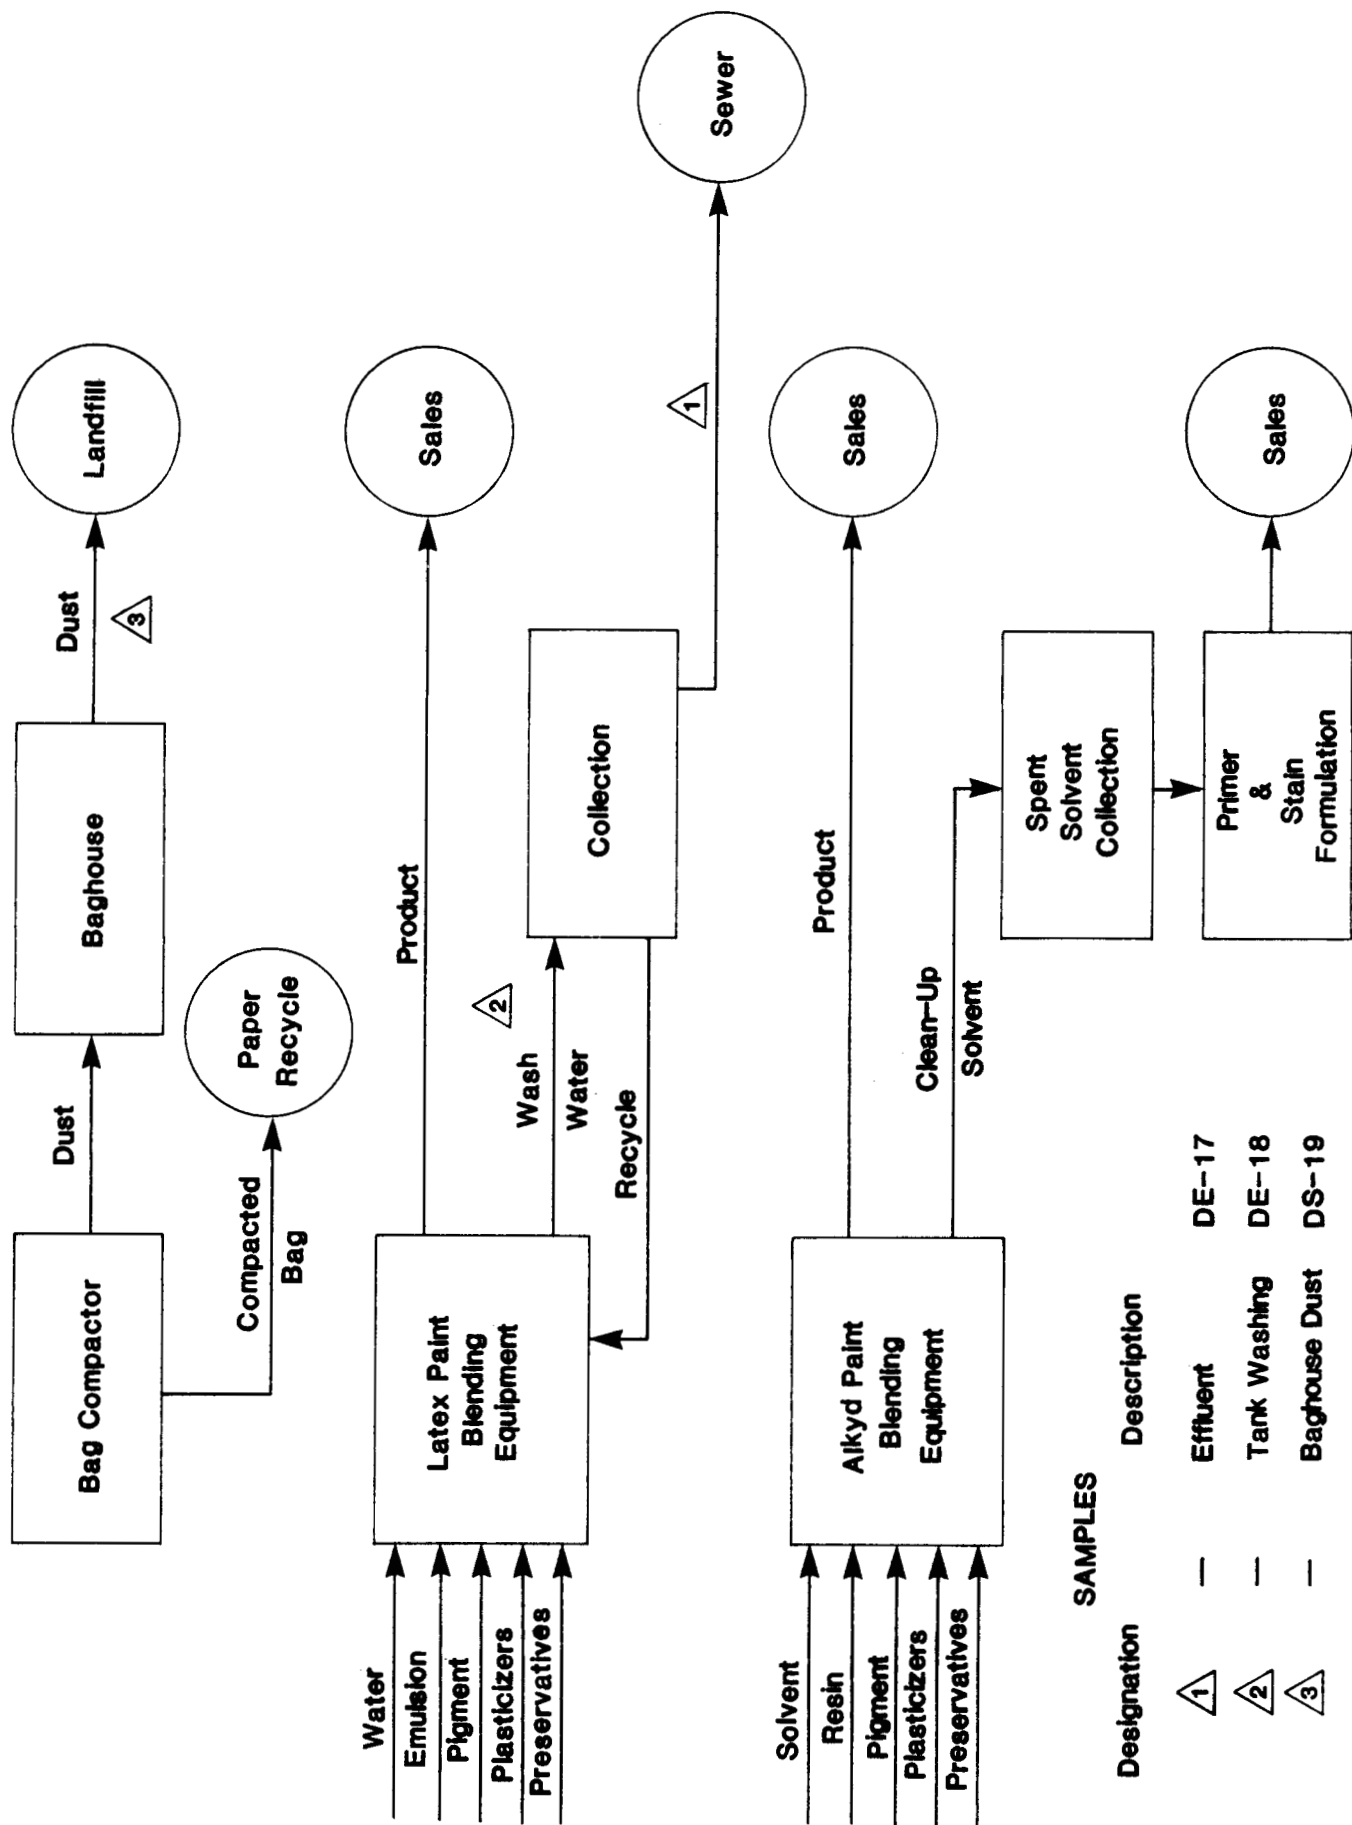 Bag Compactor
Dust
Baghouse
Dust
3
Landfill
Compacted
Bag
Paper
Recycle
Water
Emulsion
Pigment
Plasticizers
Preservatives
Latex Paint
Blending
Equipment
Product
Sales
Wash
Water
2
Recycle
Collection
1
Sewer
Solvent
Resin
Pigment
Plasticizers
Preservatives
Alkyd Paint
Blending
Equipment
Product
Sales
Clean-Up
Solvent
Spent
Solvent
Collection
Primer
&
Stain
Formulation
Sales
SAMPLES
Designation Description
1 — Effluent DE-17
2 — Tank Washing DE-18
3 — Baghouse Dust DS-19